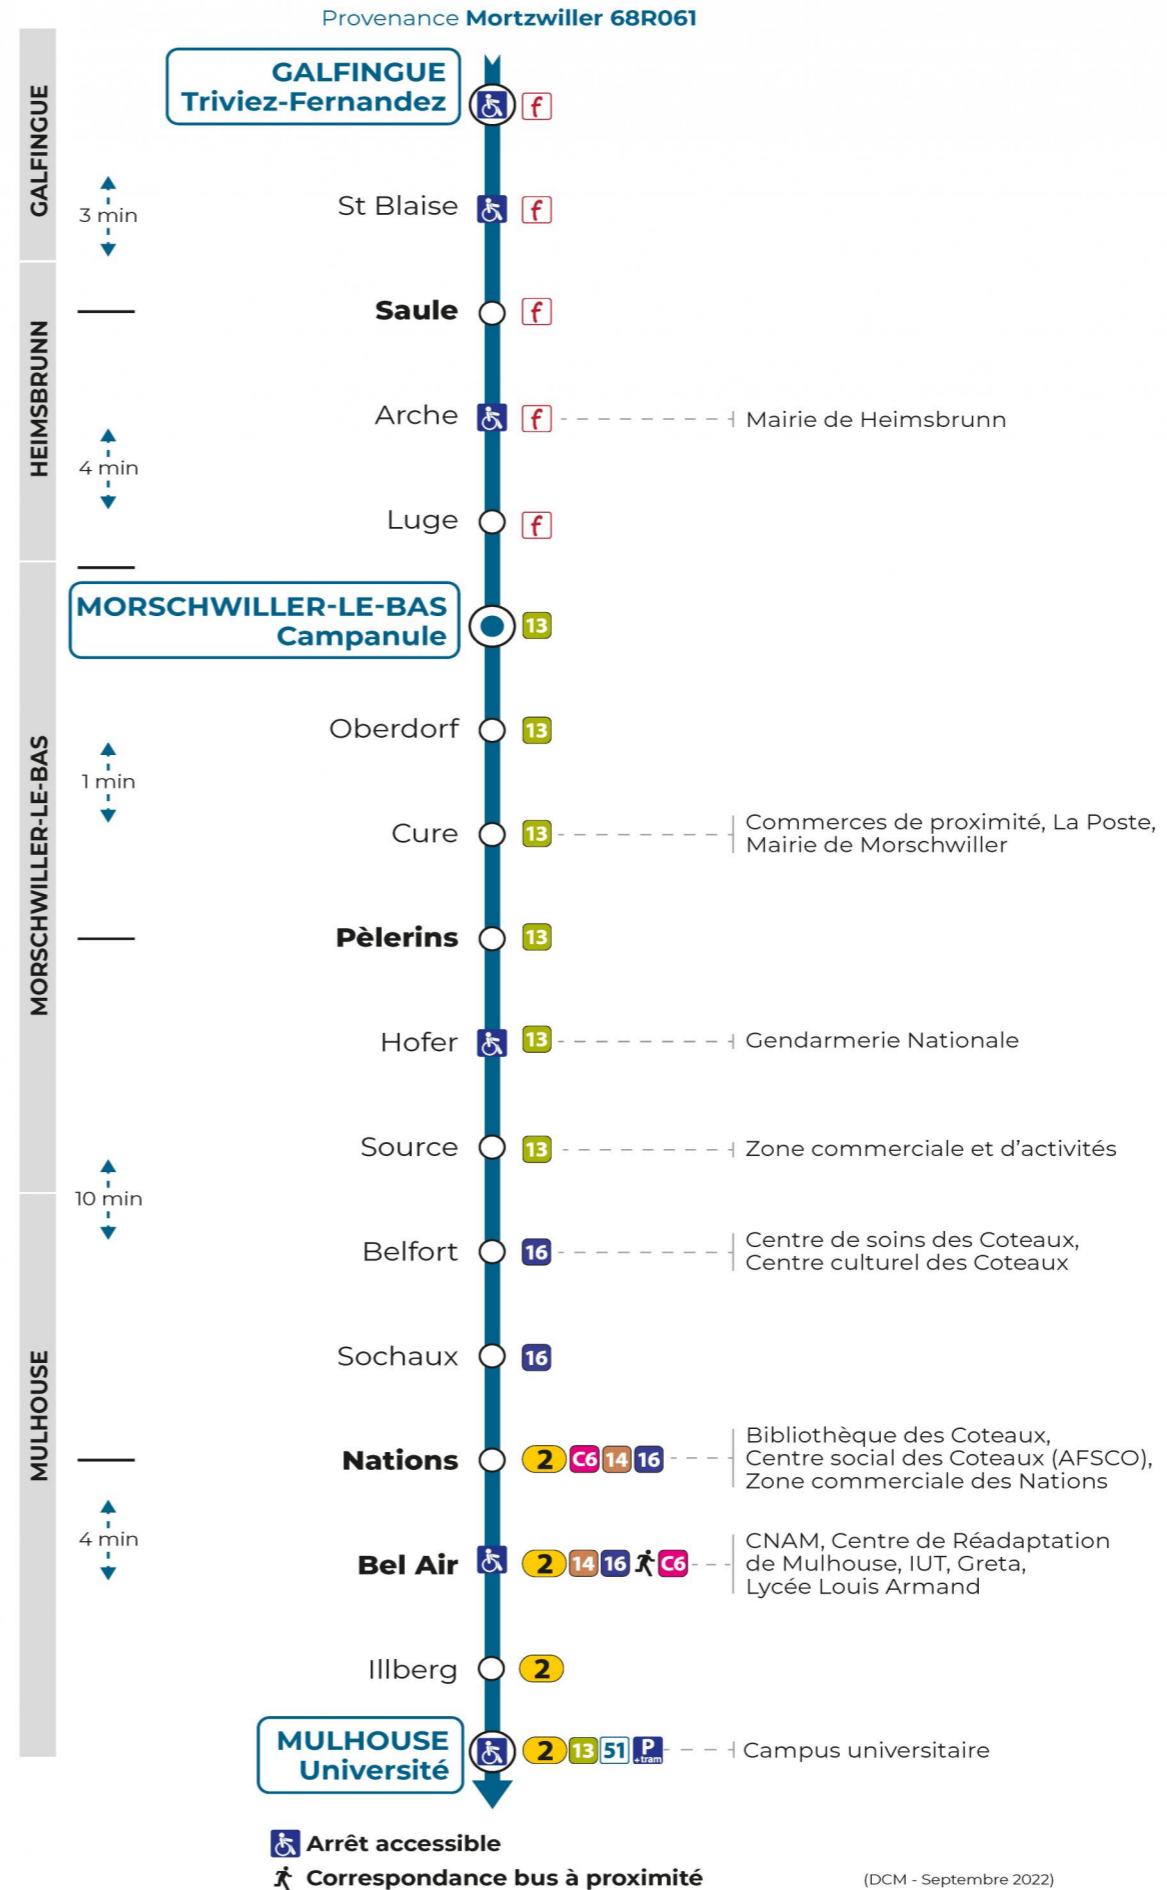 Provenance Mortzwiller 68R061
GALFINGUE
GALFINGUE
Triviez-Fernandez
f
3 min
St Blaise
f
HEIMSBRUNN
Saule
f
Arche
f
Mairie de Heimsbrunn
4 min
Luge
f
MORSCHWILLER-LE-BAS
MORSCHWILLER-LE-BAS
Campanule
13
Oberdorf
13
1 min
Cure
13
Commerces de proximité, La Poste,
Mairie de Morschwiller
Pèlerins
13
Hofer
13
Gendarmerie Nationale
Source
13
Zone commerciale et d’activités
10 min
MULHOUSE
Belfort
16
Centre de soins des Coteaux,
Centre culturel des Coteaux
Sochaux
16
Nations
2 C6 14 16
Bibliothèque des Coteaux,
Centre social des Coteaux (AFSCO),
Zone commerciale des Nations
4 min
Bel Air
2 14 16 C6
CNAM, Centre de Réadaptation
de Mulhouse, IUT, Greta,
Lycée Louis Armand
Illberg
2
MULHOUSE
Université
2 13 51 P
+tram
Campus universitaire
Arrêt accessible
Correspondance bus à proximité
(DCM - Septembre 2022)